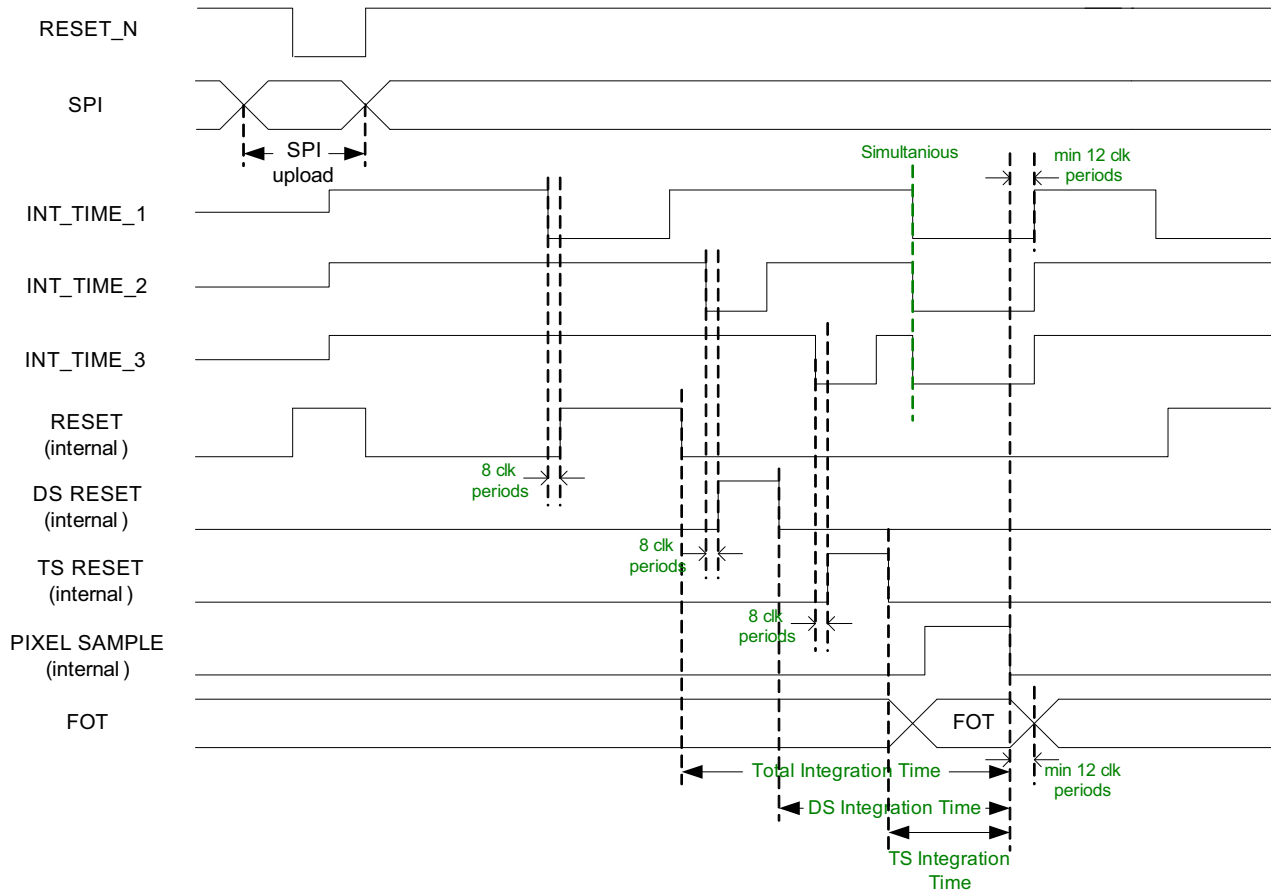 RESET_N
SPI
SPI
upload
Simultanious
min 12 clk
periods
INT_TIME_1
INT_TIME_2
INT_TIME_3
RESET
(internal )
8 clk
periods
DS RESET
(internal )
8 clk
periods
TS RESET
(internal )
8 clk
periods
PIXEL SAMPLE
(internal )
FOT
FOT
Total Integration Time
min 12 clk
periods
DS Integration Time
TS Integration
Time